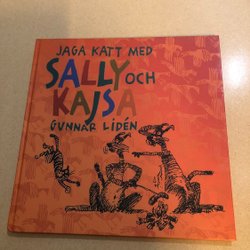 JAGA KATT MED
SALLY OCH
KAJSA
GUNNAR LIDÉN